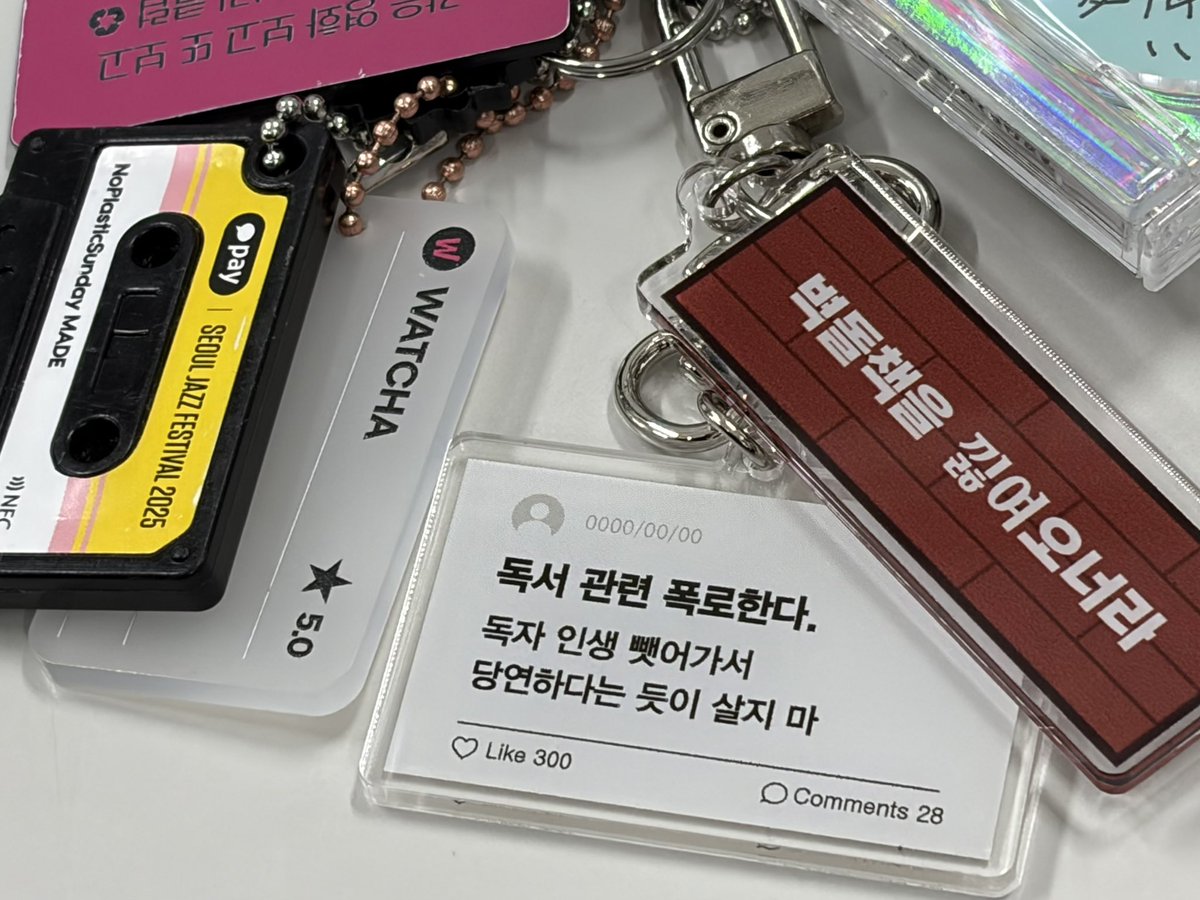 NoPlasticSunday MADE
pay | SEOUL JAZZ FESTIVAL 2025
NFC
W WATCHA
★ 5.0
벽돌책을 낋여오너라
0000/00/00
독서 관련 폭로한다.
독자 인생 뺏어가서
당연하다는 듯이 살지 마
Like 300
Comments 28